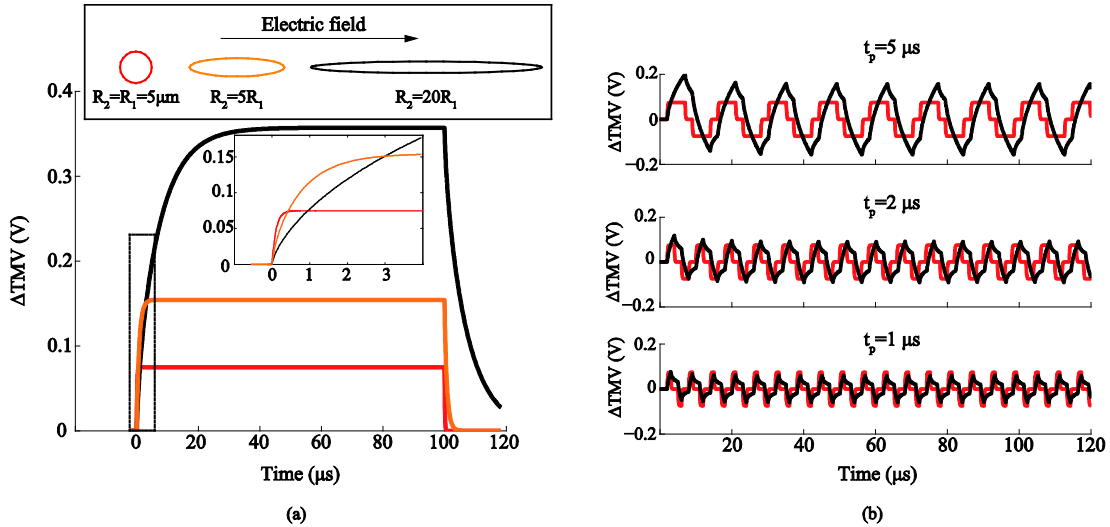 Electric field
R₂=R₁=5μm
R₂=5R₁
R₂=20R₁
0.4
0.3
0.2
0.1
0
ΔTMV (V)
0.15
0.10
0.05
0
0 1 2 3
0 20 40 60 80 100 120
Time (μs)
(a)
tₚ=5 μs
0.2
0
−0.2
ΔTMV (V)
tₚ=2 μs
0.2
0
−0.2
ΔTMV (V)
tₚ=1 μs
0.2
0
−0.2
ΔTMV (V)
20 40 60 80 100 120
Time (μs)
(b)